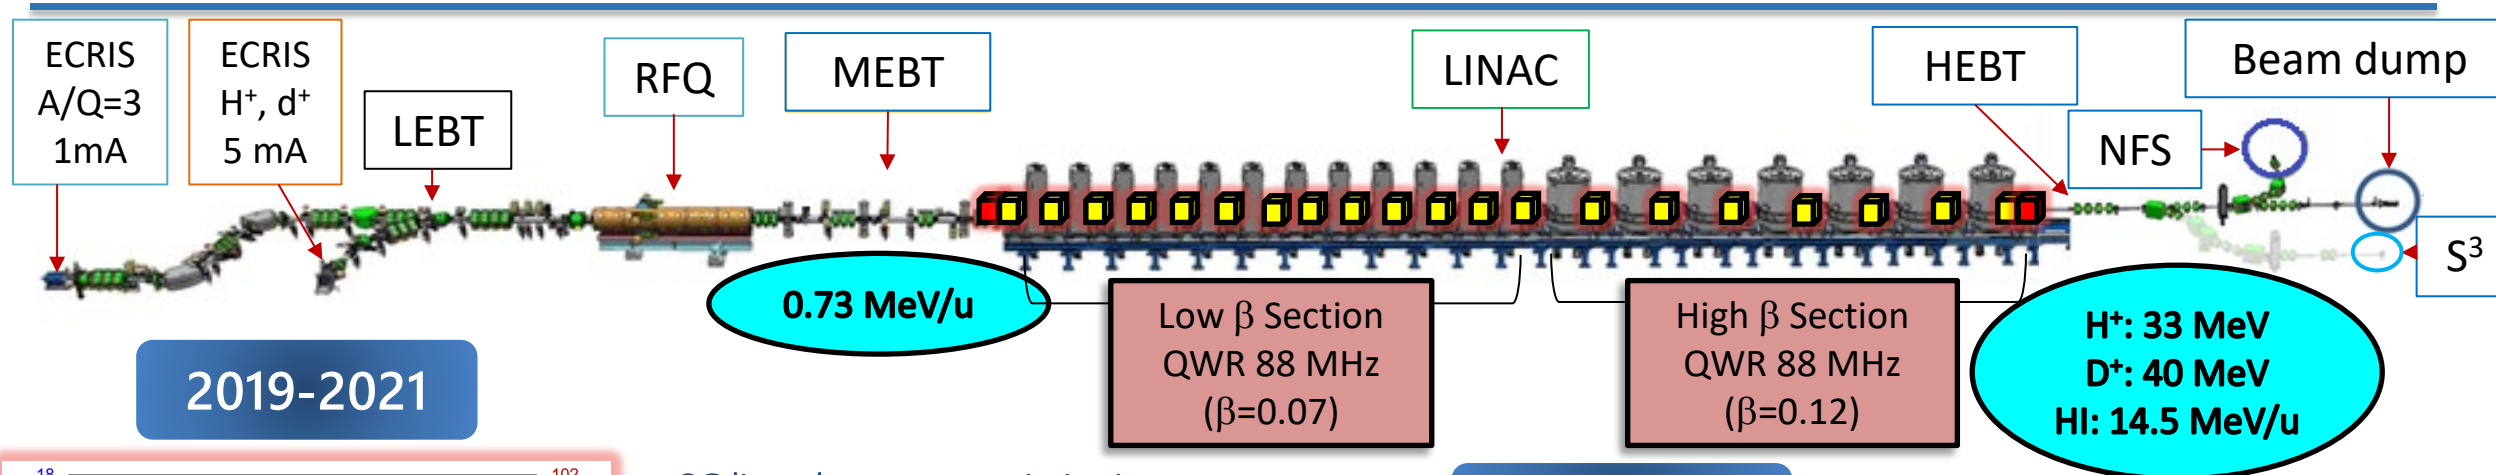 ECRIS
A/Q=3
1mA
ECRIS
H⁺, d⁺
5 mA
LEBT
RFQ
MEBT
LINAC
HEBT
Beam dump
NFS
S³
0.73 MeV/u
Low β Section
QWR 88 MHz
(β=0.07)
High β Section
QWR 88 MHz
(β=0.12)
H⁺: 33 MeV
D⁺: 40 MeV
HI: 14.5 MeV/u
2019-2021
18
102